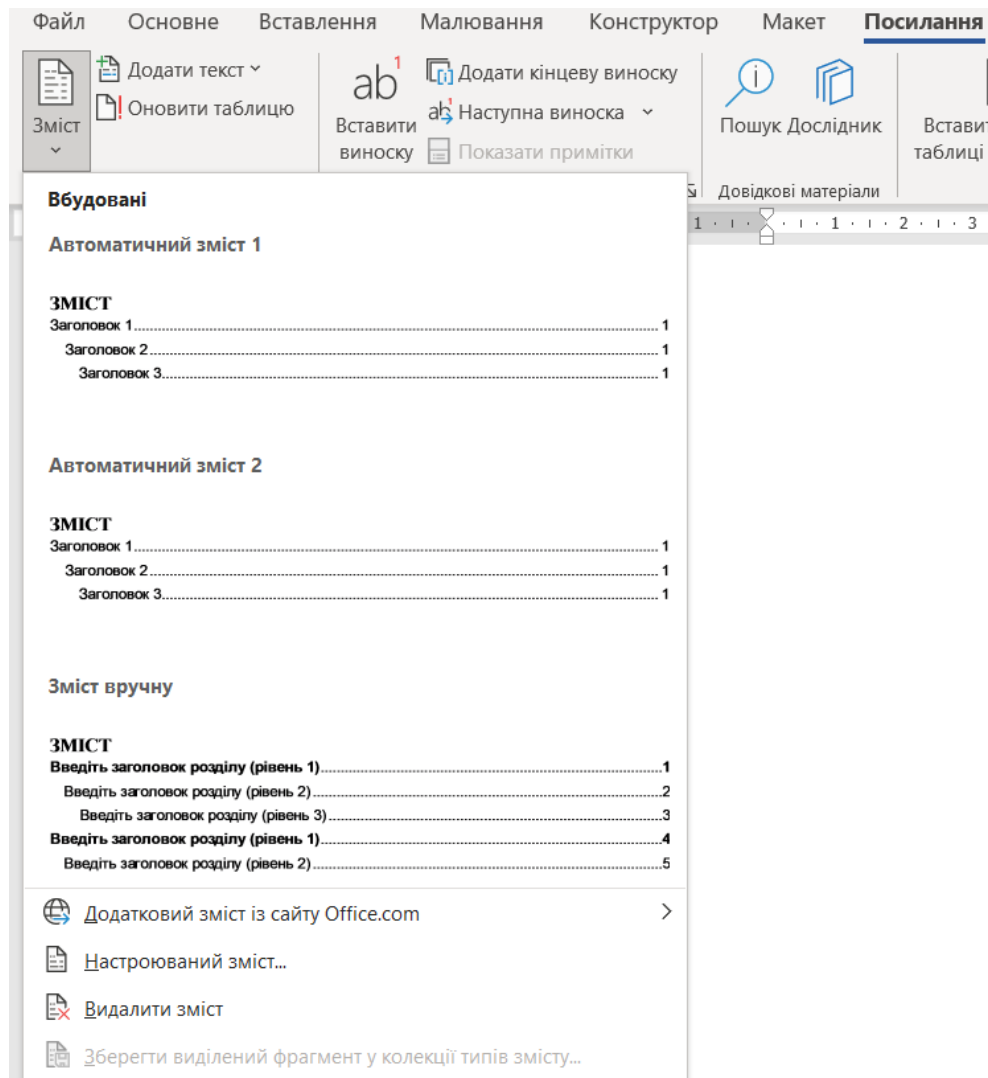 Файл Основне Вставлення Малювання Конструктор Макет Посилання
Зміст
Додати текст
Оновити таблицю
ab1
Вставити
виноску
Додати кінцеву виноску
ab1 Наступна виноска
Показати примітки
Пошук Дослідник
Довідкові матеріали
таблиці
1 1 2 3
Вбудовані
Автоматичний зміст 1
ЗМІСТ
Заголовок 1 1
Заголовок 2 1
Заголовок 3 1
Автоматичний зміст 2
ЗМІСТ
Заголовок 1 1
Заголовок 2 1
Заголовок 3 1
Зміст вручну
ЗМІСТ
Введіть заголовок розділу (рівень 1) 1
Введіть заголовок розділу (рівень 2) 2
Введіть заголовок розділу (рівень 3) 3
Введіть заголовок розділу (рівень 1) 4
Введіть заголовок розділу (рівень 2) 5
Додатковий зміст із сайту Office.com
Настроюваний зміст...
Видалити зміст
Зберегти виділений фрагмент у колекції типів змісту...